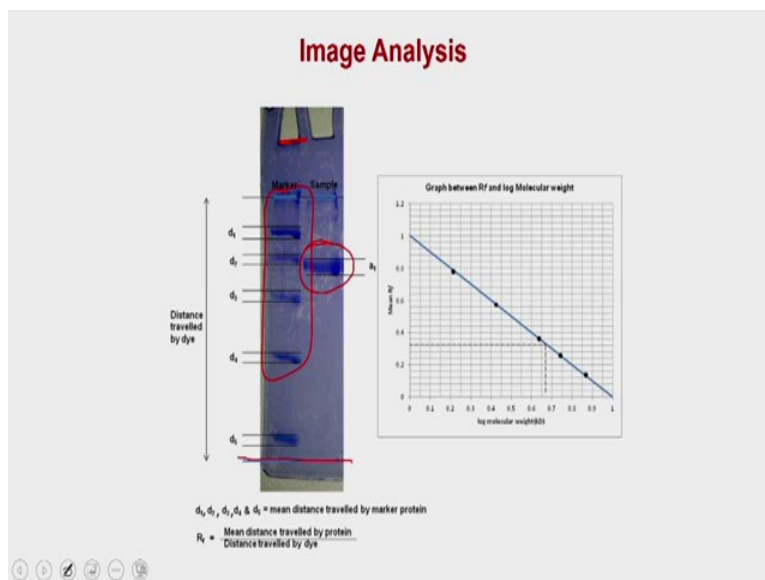 Image Analysis
Marker Sample
d₁
d₂
d₃
d₄
d₅
s₁
Distance
travelled
by dye
Graph between Rf and log Molecular weight
Mean Rf
1.2
1
0.8
0.6
0.4
0.2
0
0 0.1 0.2 0.3 0.4 0.5 0.6 0.7 0.8 0.9 1
log molecular weight(kD)
d₁, d₂, d₃, d₄ & d₅ = mean distance travelled by marker protein
Rf = Mean distance travelled by protein
Distance travelled by dye